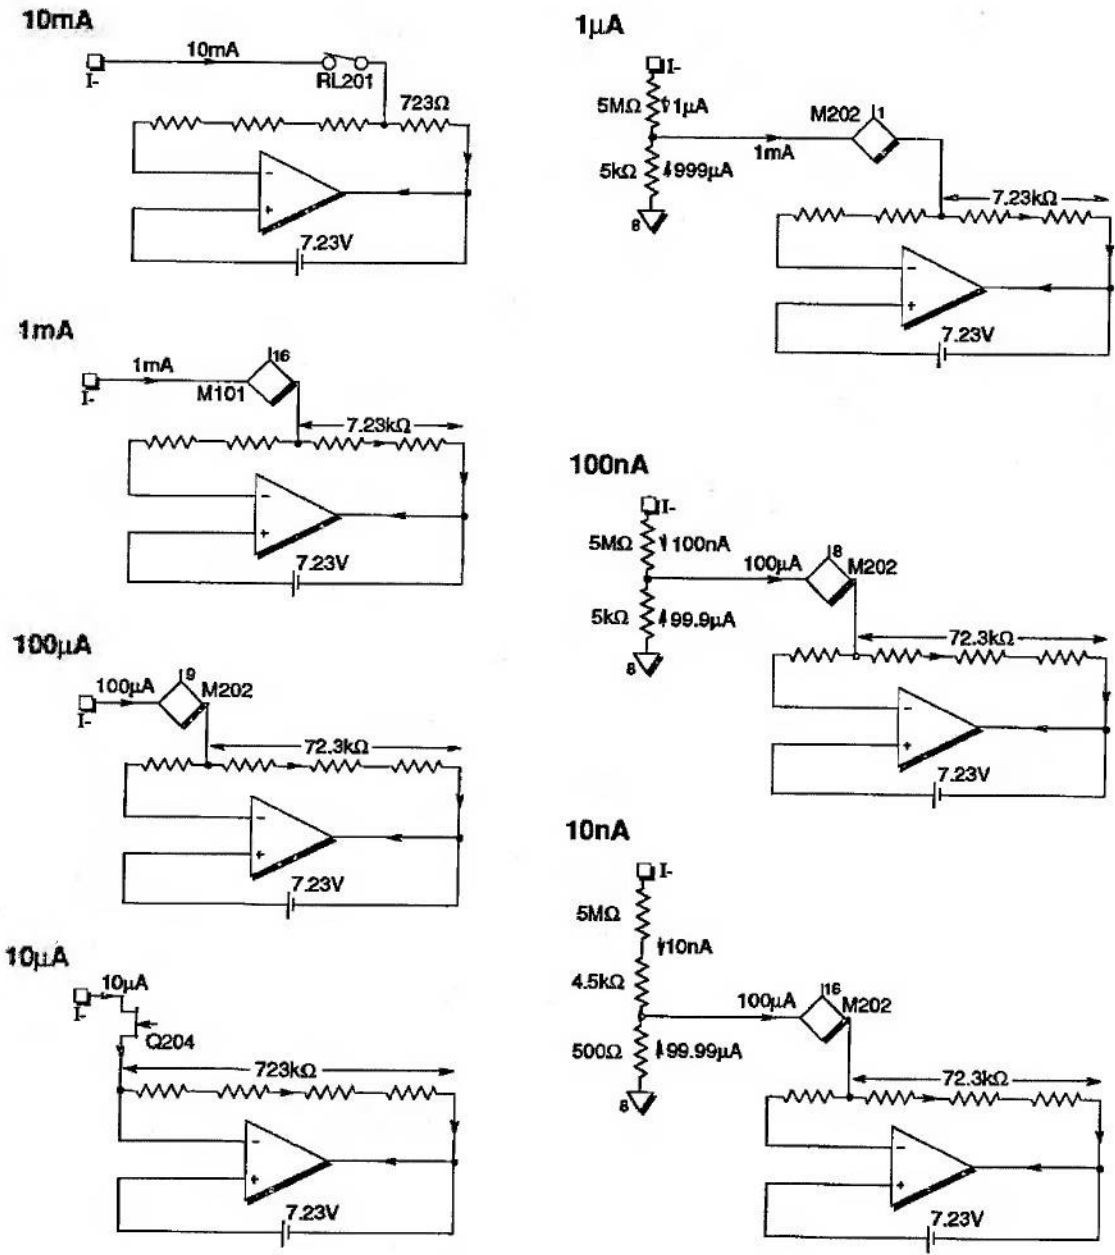 10mA
10mA
I-
RL201
723Ω
-
+
7.23V
1mA
1mA
I-
16
M101
7.23kΩ
-
+
7.23V
100µA
100µA
I-
9
M202
72.3kΩ
-
+
7.23V
10µA
10µA
I-
Q204
723kΩ
-
+
7.23V
1µA
I-
5MΩ
1µA
M202
1
1mA
5kΩ
999µA
8
7.23kΩ
-
+
7.23V
100nA
I-
5MΩ
100nA
100µA
8
M202
5kΩ
99.9µA
8
72.3kΩ
-
+
7.23V
10nA
I-
5MΩ
10nA
4.5kΩ
100µA
16
M202
500Ω
99.99µA
8
72.3kΩ
-
+
7.23V